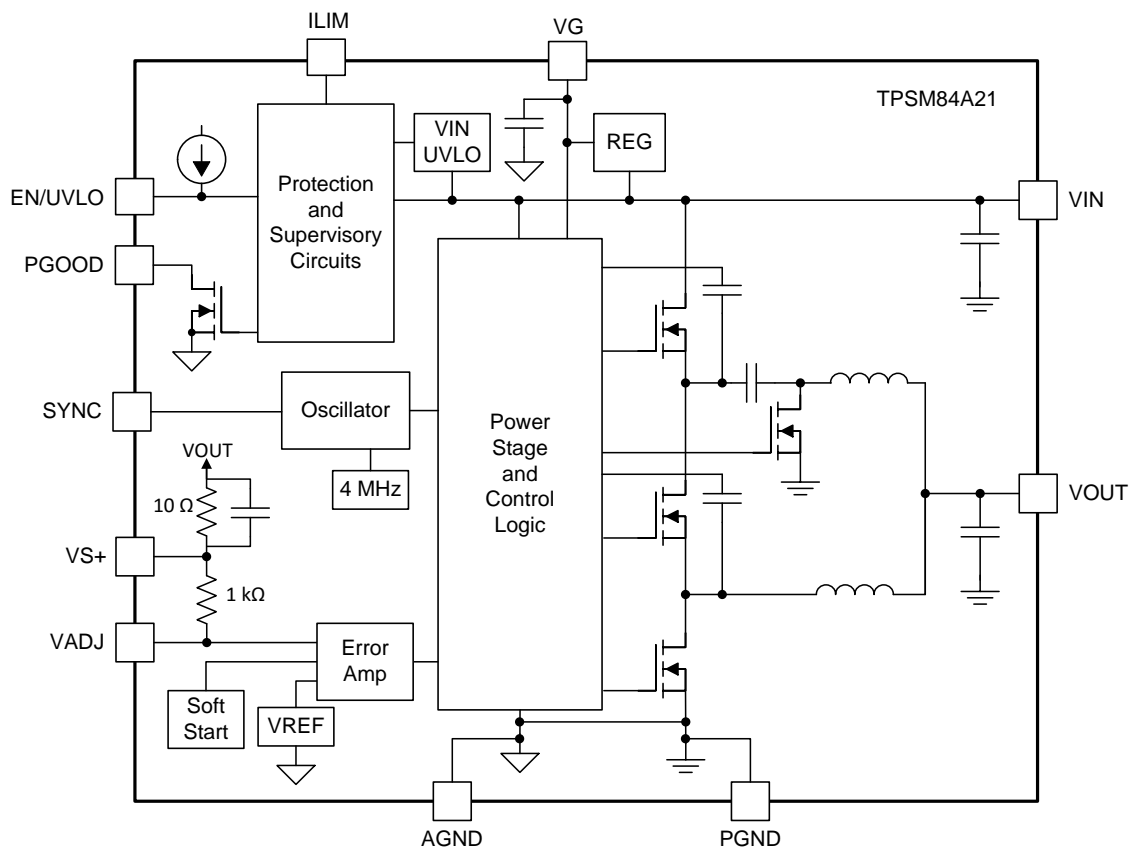 ILIM
VG
TPSM84A21
VIN
UVLO
REG
EN/UVLO
Protection
and
Supervisory
Circuits
VIN
PGOOD
SYNC
Oscillator
4 MHz
Power
Stage
and
Control
Logic
VOUT
10 Ω
VS+
1 kΩ
VOUT
VADJ
Error
Amp
Soft
Start
VREF
AGND
PGND